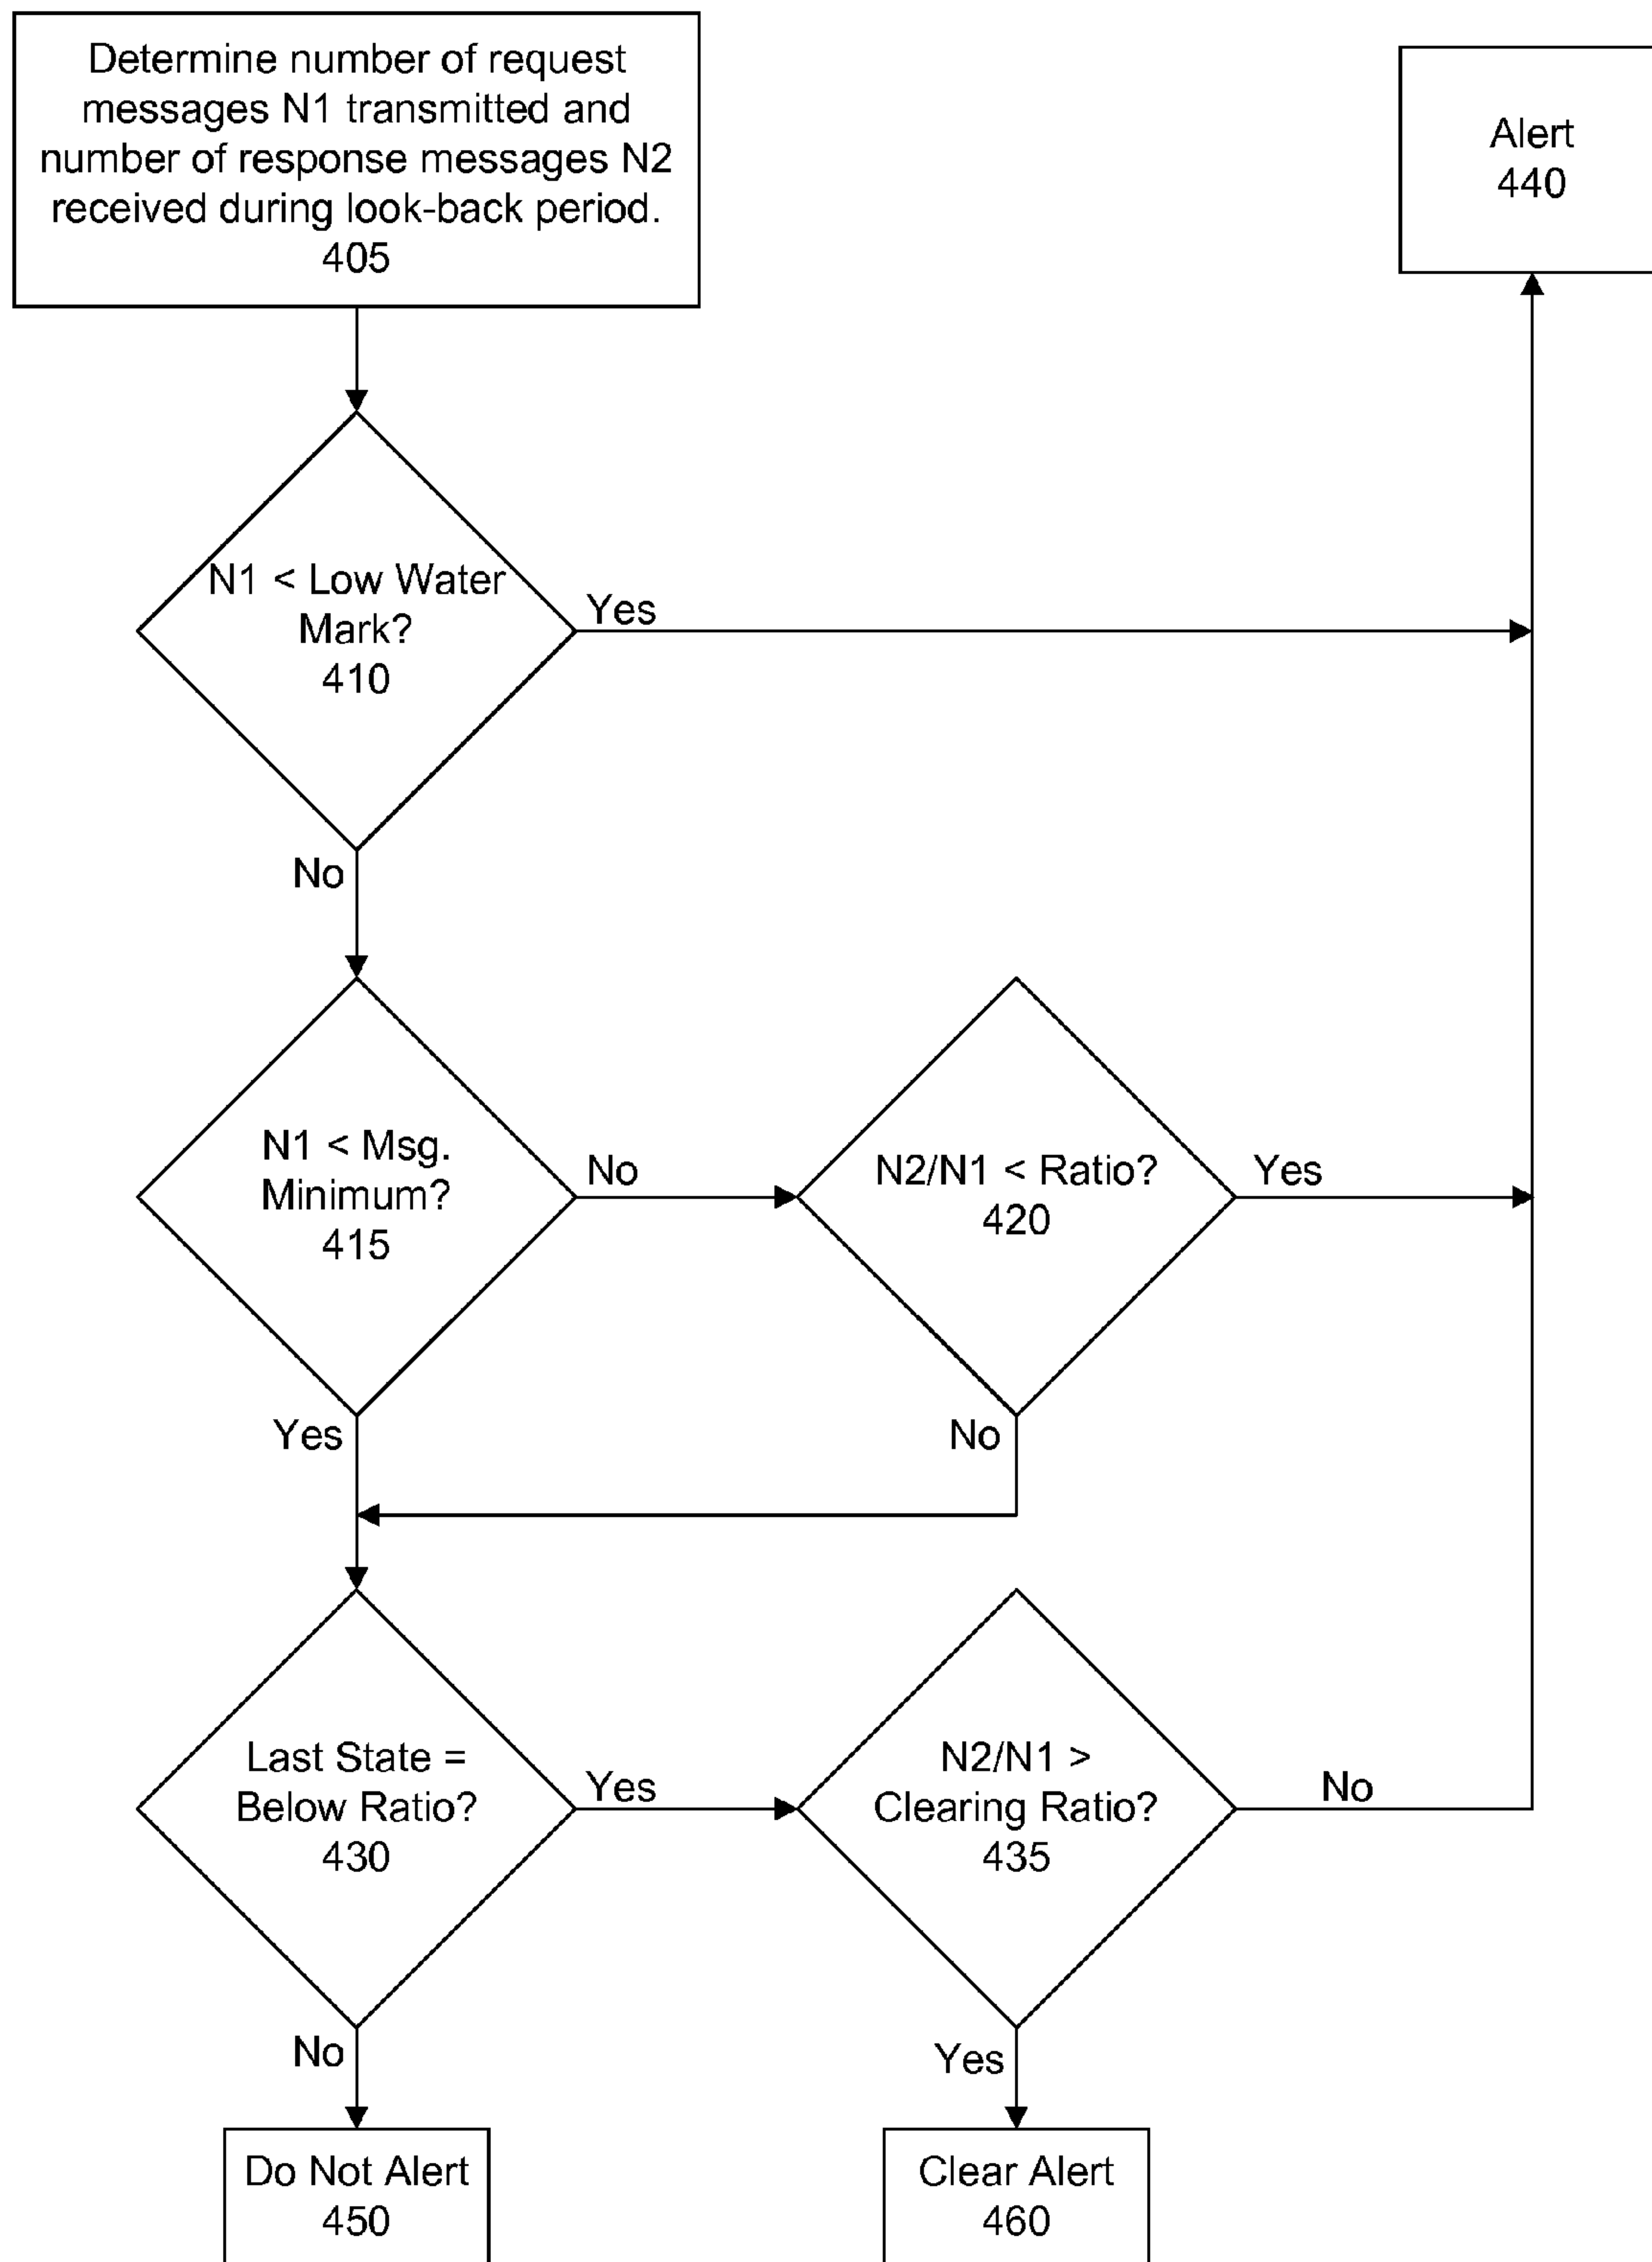 Determine number of request
messages N1 transmitted and
number of response messages N2
received during look-back period.
405
Alert
440
N1 < Low Water
Mark?
410
Yes
No
N1 < Msg.
Minimum?
415
No
N2/N1 < Ratio?
420
Yes
Yes
No
Last State =
Below Ratio?
430
Yes
N2/N1 >
Clearing Ratio?
435
No
No
Yes
Do Not Alert
450
Clear Alert
460